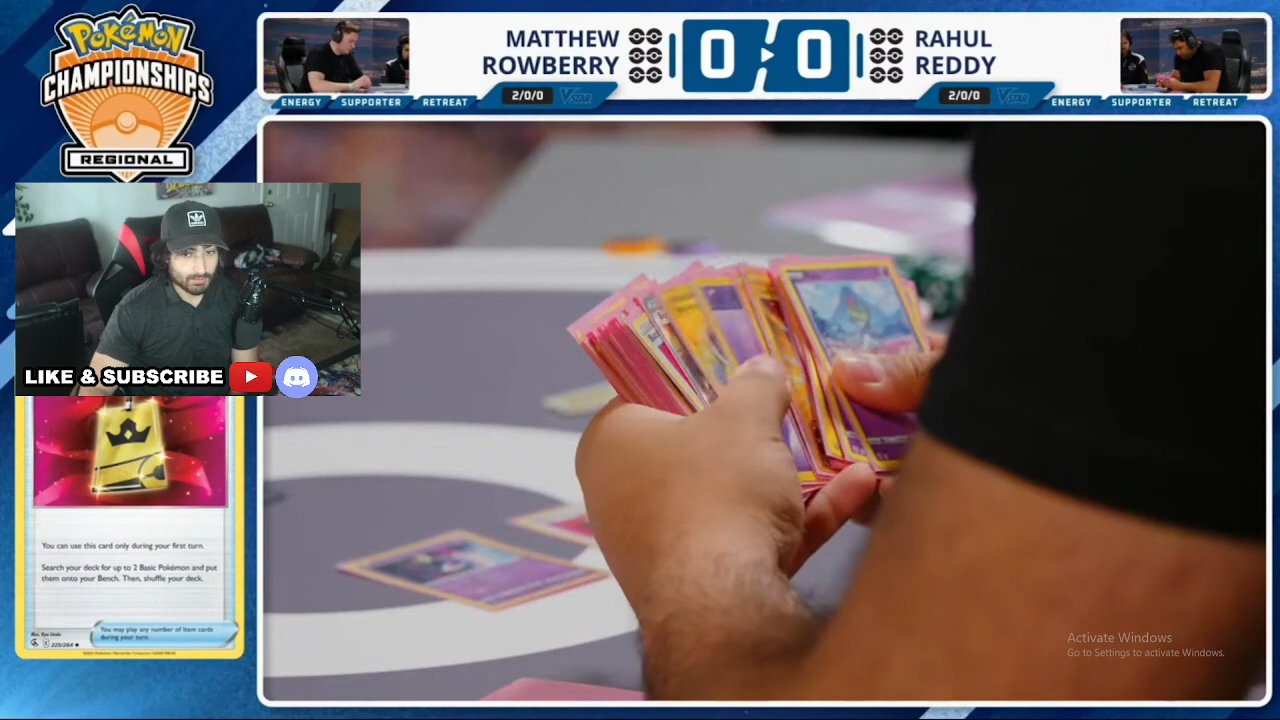 POKÉMON
CHAMPIONSHIPS
REGIONAL
MATTHEW
ROWBERRY
0
0
RAHUL
REDDY
ENERGY
SUPPORTER
RETREAT
2/0/0
VSTAR
2/0/0
VSTAR
ENERGY
SUPPORTER
RETREAT
LIKE & SUBSCRIBE
You can use this card only during your first turn.
Search your deck for up to 2 Basic Pokémon and put
them onto your Bench. Then, shuffle your deck.
You may play any number of Item cards
during your turn.
225/264
Activate Windows
Go to Settings to activate Windows.